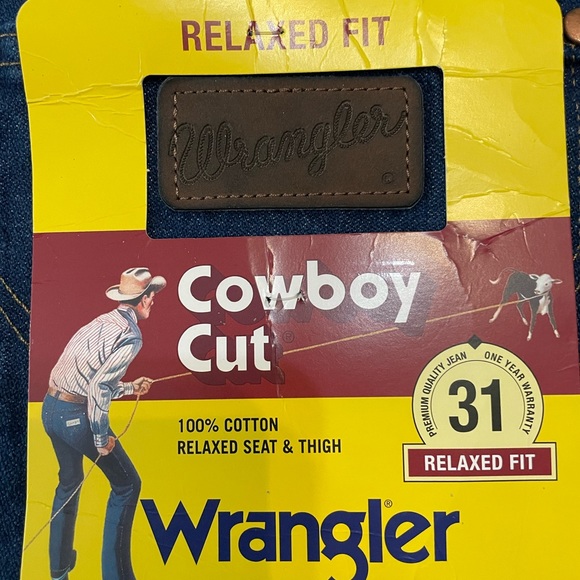 RELAXED FIT
Wrangler
®
Cowboy
Cut®
100% COTTON
RELAXED SEAT & THIGH
PREMIUM QUALITY JEAN ONE YEAR WARRANTY
31
RELAXED FIT
Wrangler®